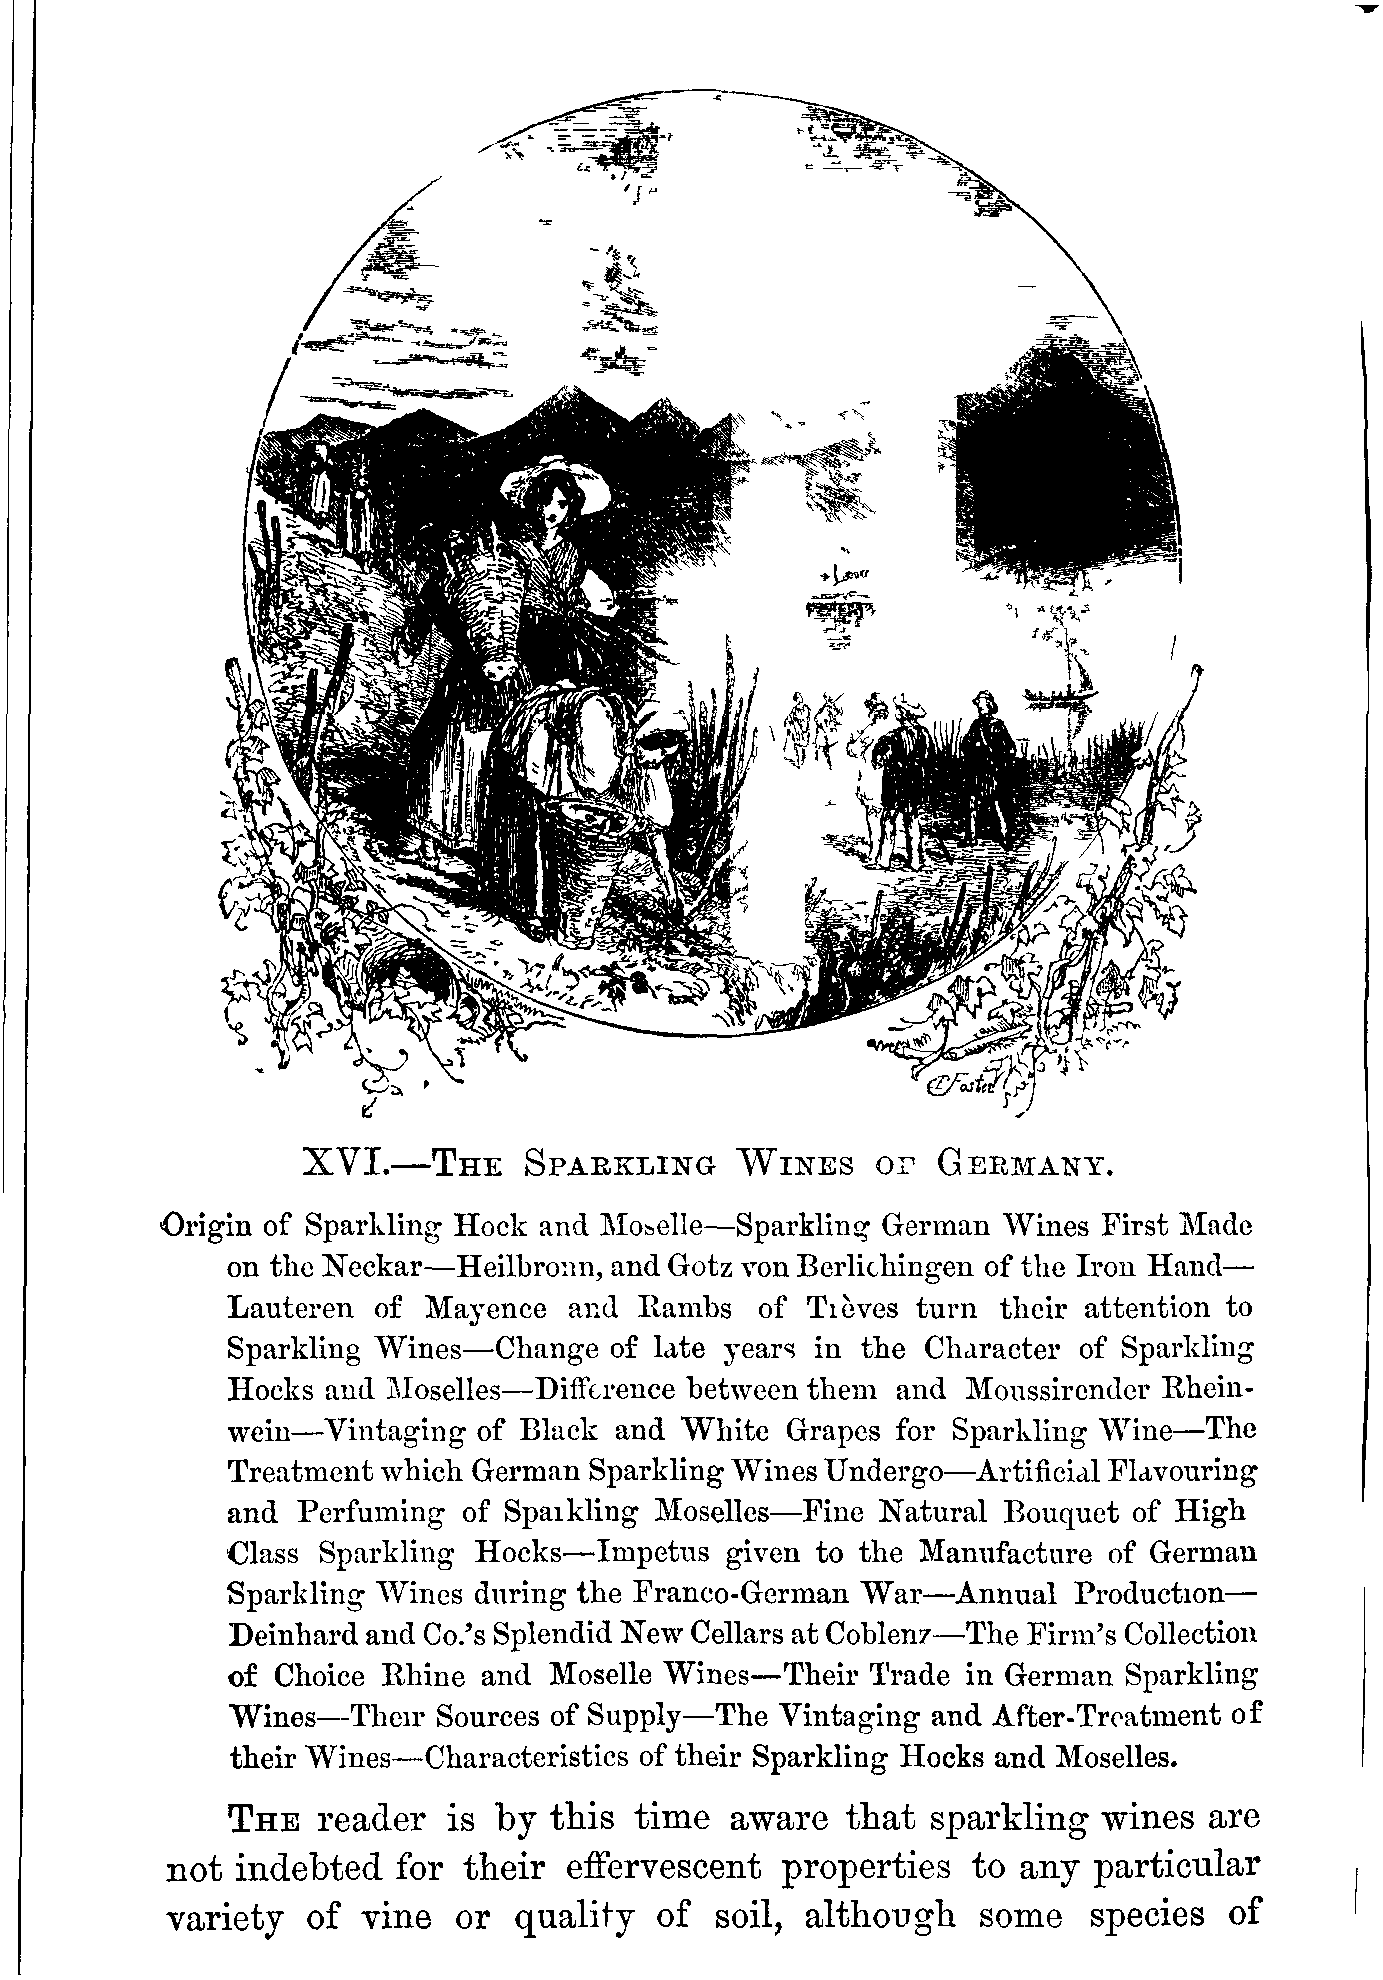 C Foster
XVI.—The Sparkling Wines of Germany.
Origin of Sparkling Hock and Moselle—Sparkling German Wines First Made
on the Neckar—Heilbronn, and Gotz von Berlichingen of the Iron Hand—
Lauteren of Mayence and Rambs of Trèves turn their attention to
Sparkling Wines—Change of late years in the Character of Sparkling
Hocks and Moselles—Difference between them and Moussirender Rhein-
wein—Vintaging of Black and White Grapes for Sparkling Wine—The
Treatment which German Sparkling Wines Undergo—Artificial Flavouring
and Perfuming of Sparkling Moselles—Fine Natural Bouquet of High
Class Sparkling Hocks—Impetus given to the Manufacture of German
Sparkling Wines during the Franco-German War—Annual Production—
Deinhard and Co.'s Splendid New Cellars at Coblenz—The Firm's Collection
of Choice Rhine and Moselle Wines—Their Trade in German Sparkling
Wines—Their Sources of Supply—The Vintaging and After-Treatment of
their Wines—Characteristics of their Sparkling Hocks and Moselles.
The reader is by this time aware that sparkling wines are
not indebted for their effervescent properties to any particular
variety of vine or quality of soil, although some species of